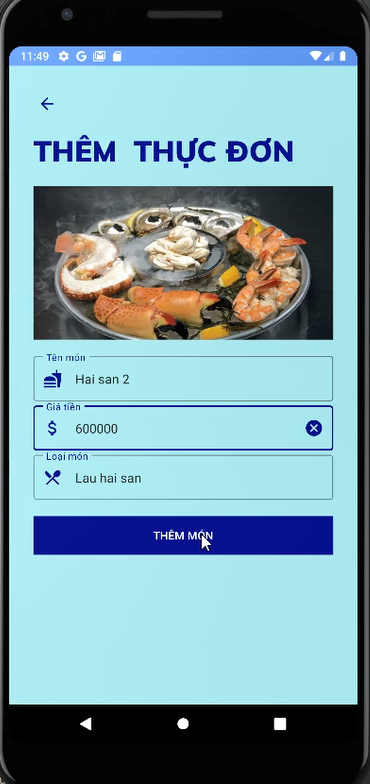 11:49
THÊM THỰC ĐƠN
Tên món
Hai san 2
Giá tiền
$ 600000
Loại món
Lau hai san
THÊM MÓN